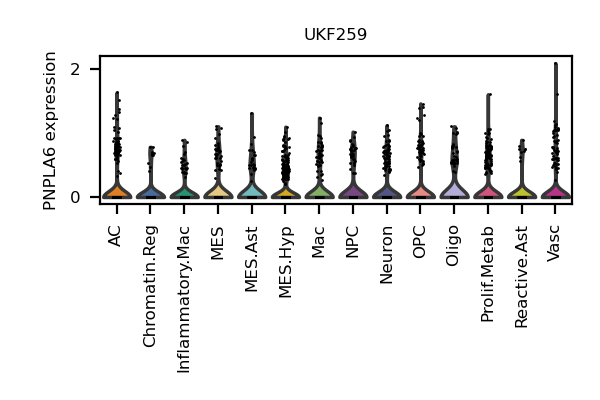 UKF259
PNPLA6 expression
2
0
AC
Chromatin.Reg
Inflammatory.Mac
MES
MES.Ast
MES.Hyp
Mac
NPC
Neuron
OPC
Oligo
Prolif.Metab
Reactive.Ast
Vasc